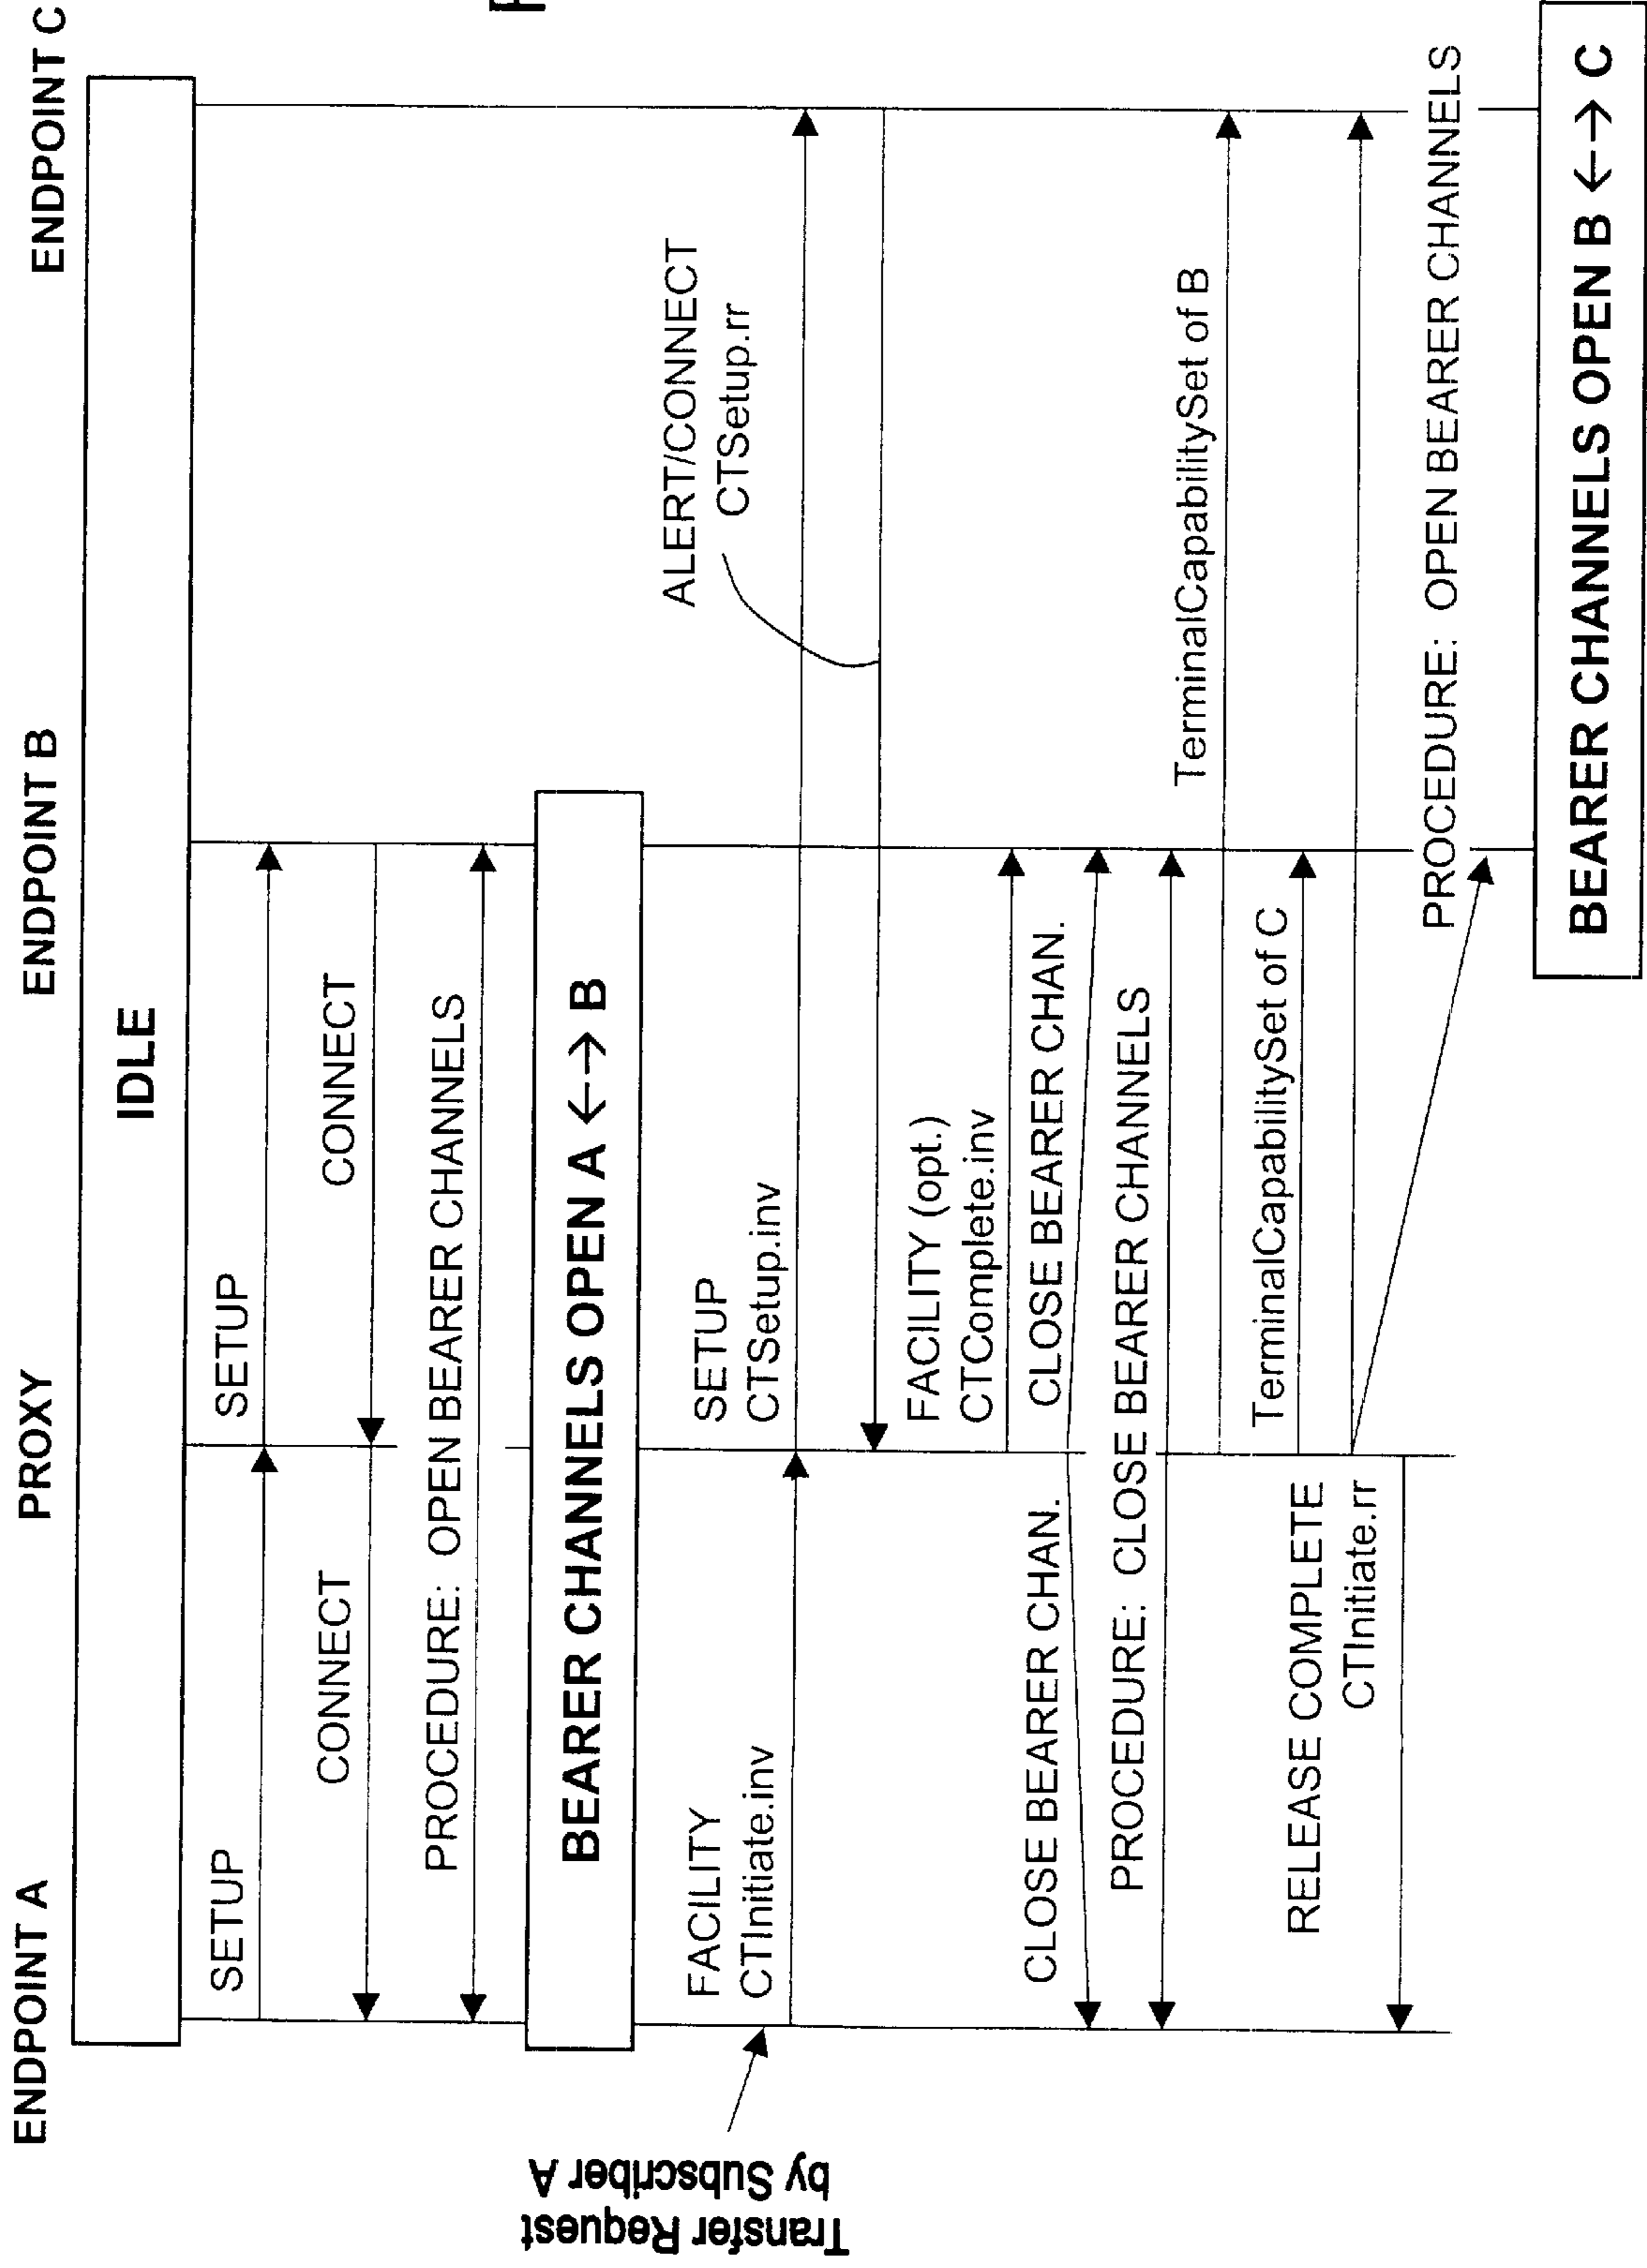 ENDPOINT A
PROXY
ENDPOINT B
ENDPOINT C
IDLE
SETUP
SETUP
CONNECT
CONNECT
PROCEDURE: OPEN BEARER CHANNELS
BEARER CHANNELS OPEN A ←→ B
Transfer Request
by Subscriber A
FACILITY
CTInitiate.inv
SETUP
CTSetup.inv
ALERT/CONNECT
CTSetup.rr
FACILITY (opt.)
CTComplete.inv
CLOSE BEARER CHAN.
CLOSE BEARER CHAN.
PROCEDURE: CLOSE BEARER CHANNELS
TerminalCapabilitySet of B
TerminalCapabilitySet of C
RELEASE COMPLETE
CTInitiate.rr
PROCEDURE: OPEN BEARER CHANNELS
BEARER CHANNELS OPEN B ←→ C